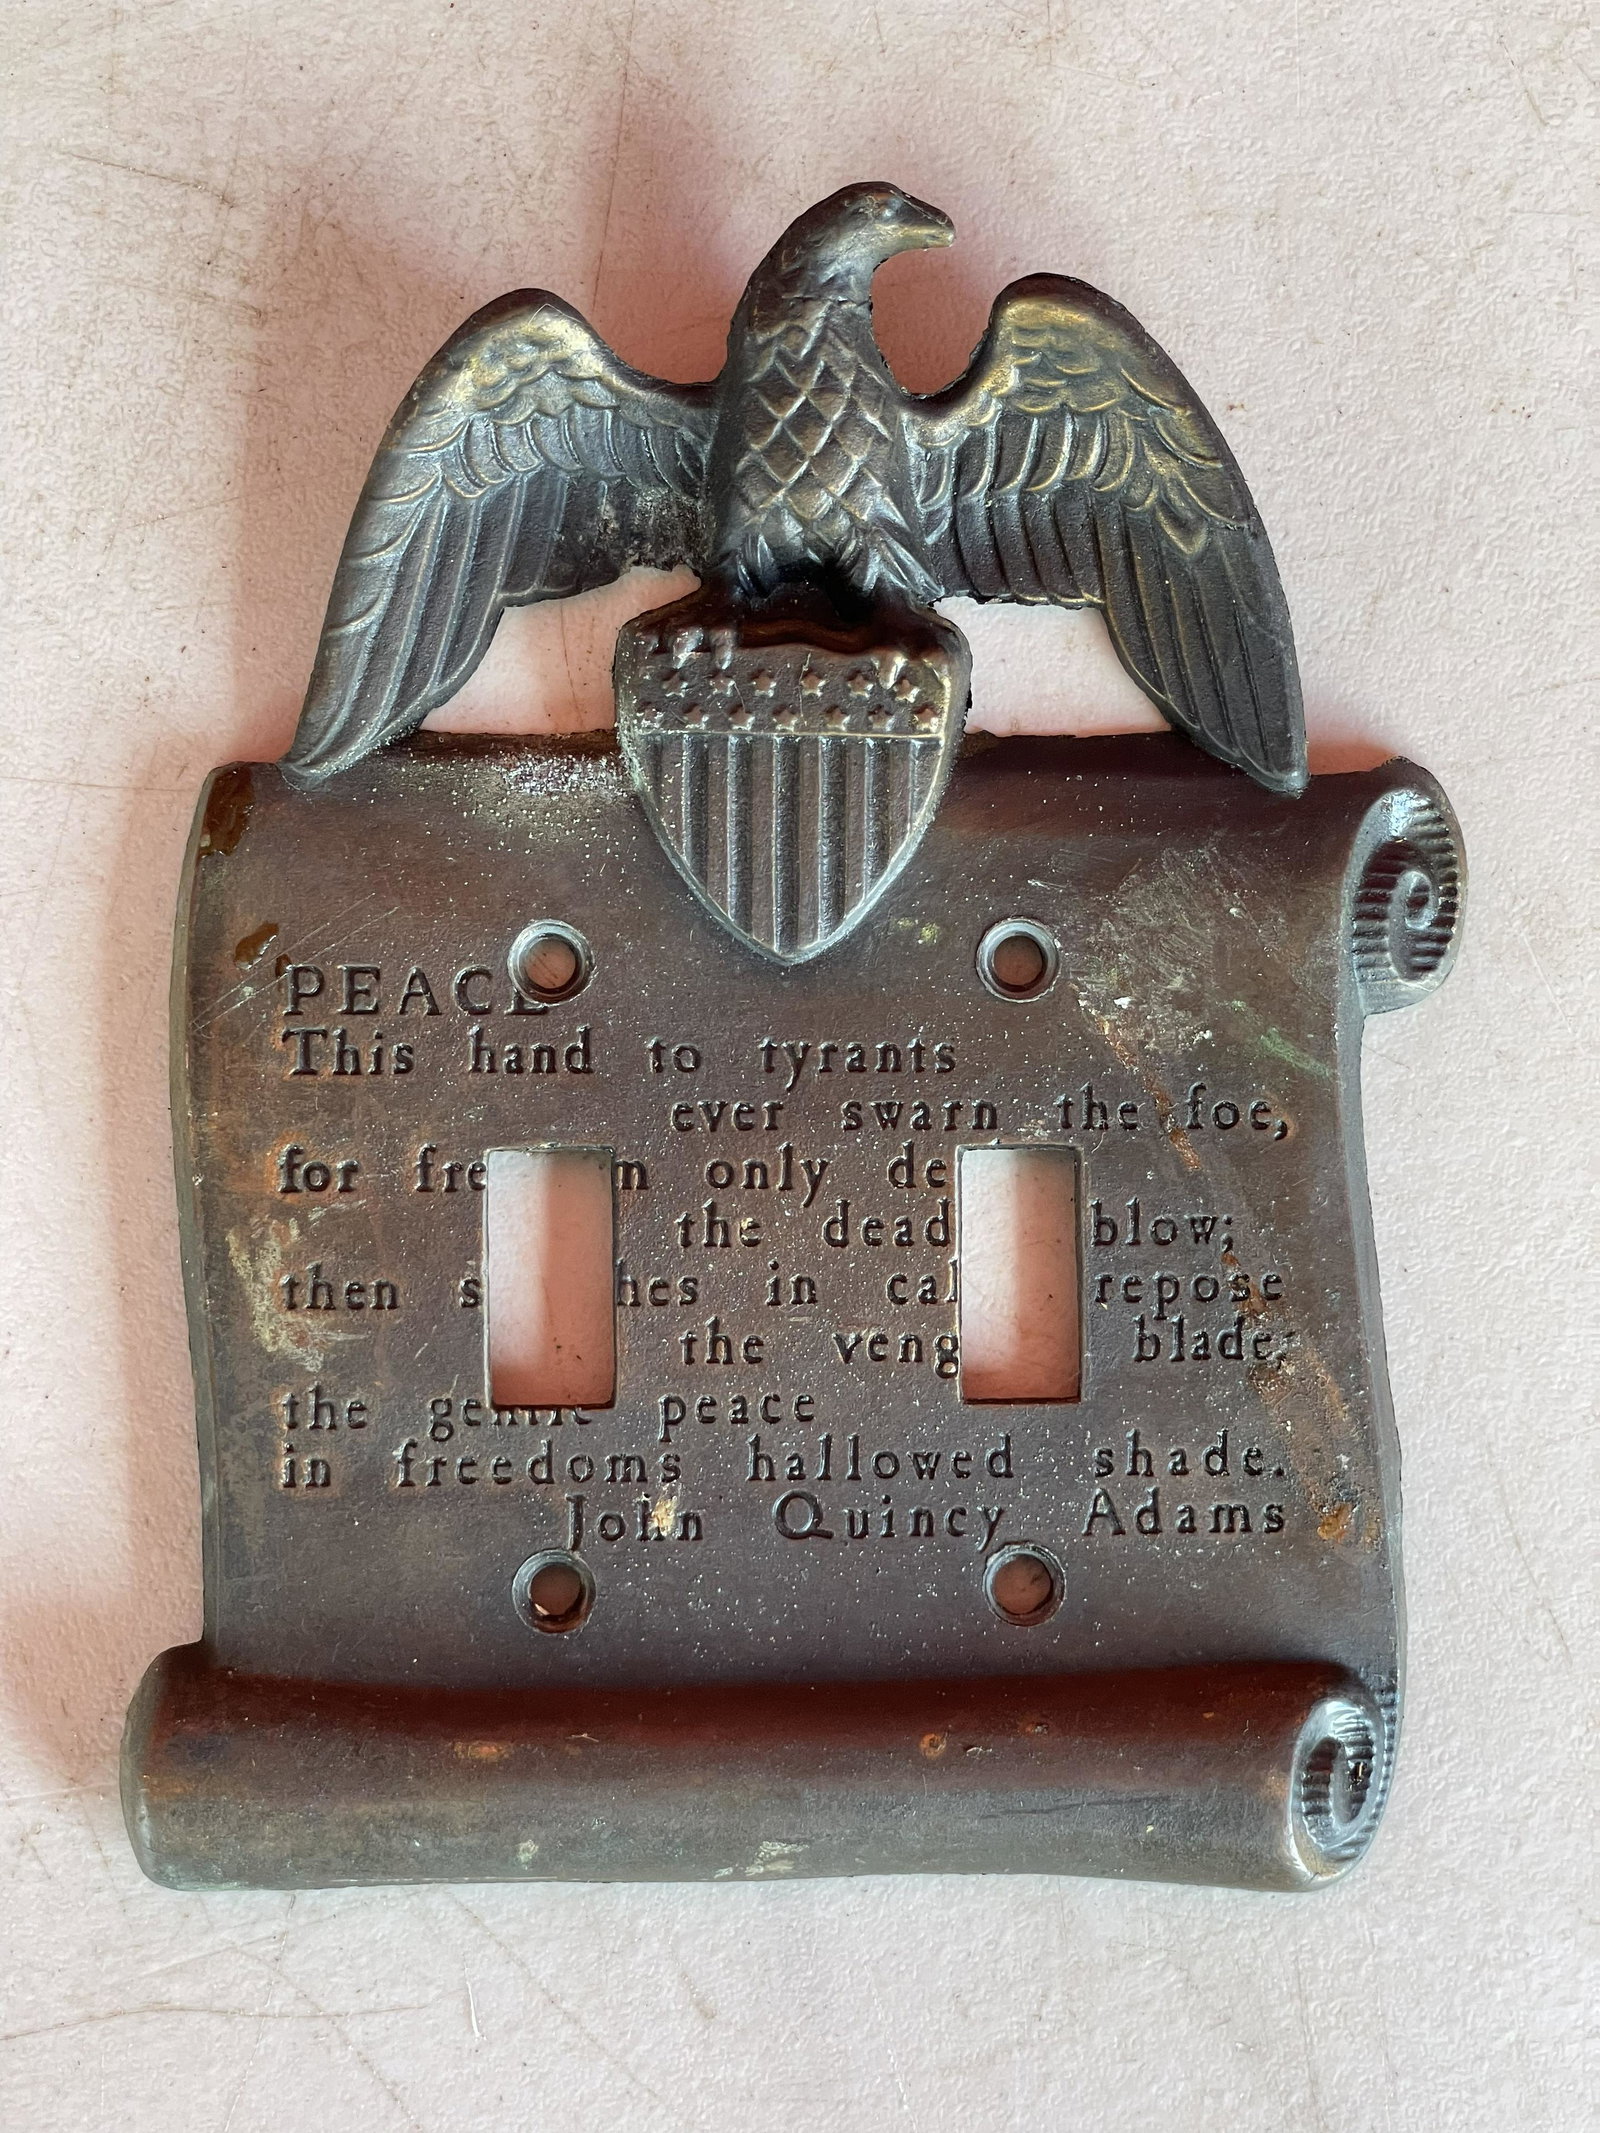 PEACE
This hand to tyrants
ever swarn the foe,
for only
the blow;
then in repose
the blade;
the gentle peace
in freedoms hallowed shade.
John Quincy Adams